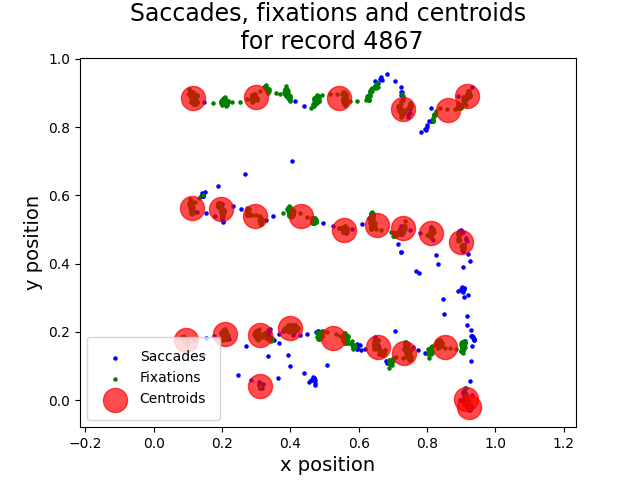 Saccades, fixations and centroids
for record 4867
1.0
0.8
0.6
0.4
0.2
0.0
y position
Saccades
Fixations
Centroids
−0.2
0.0
0.2
0.4
0.6
0.8
1.0
1.2
x position